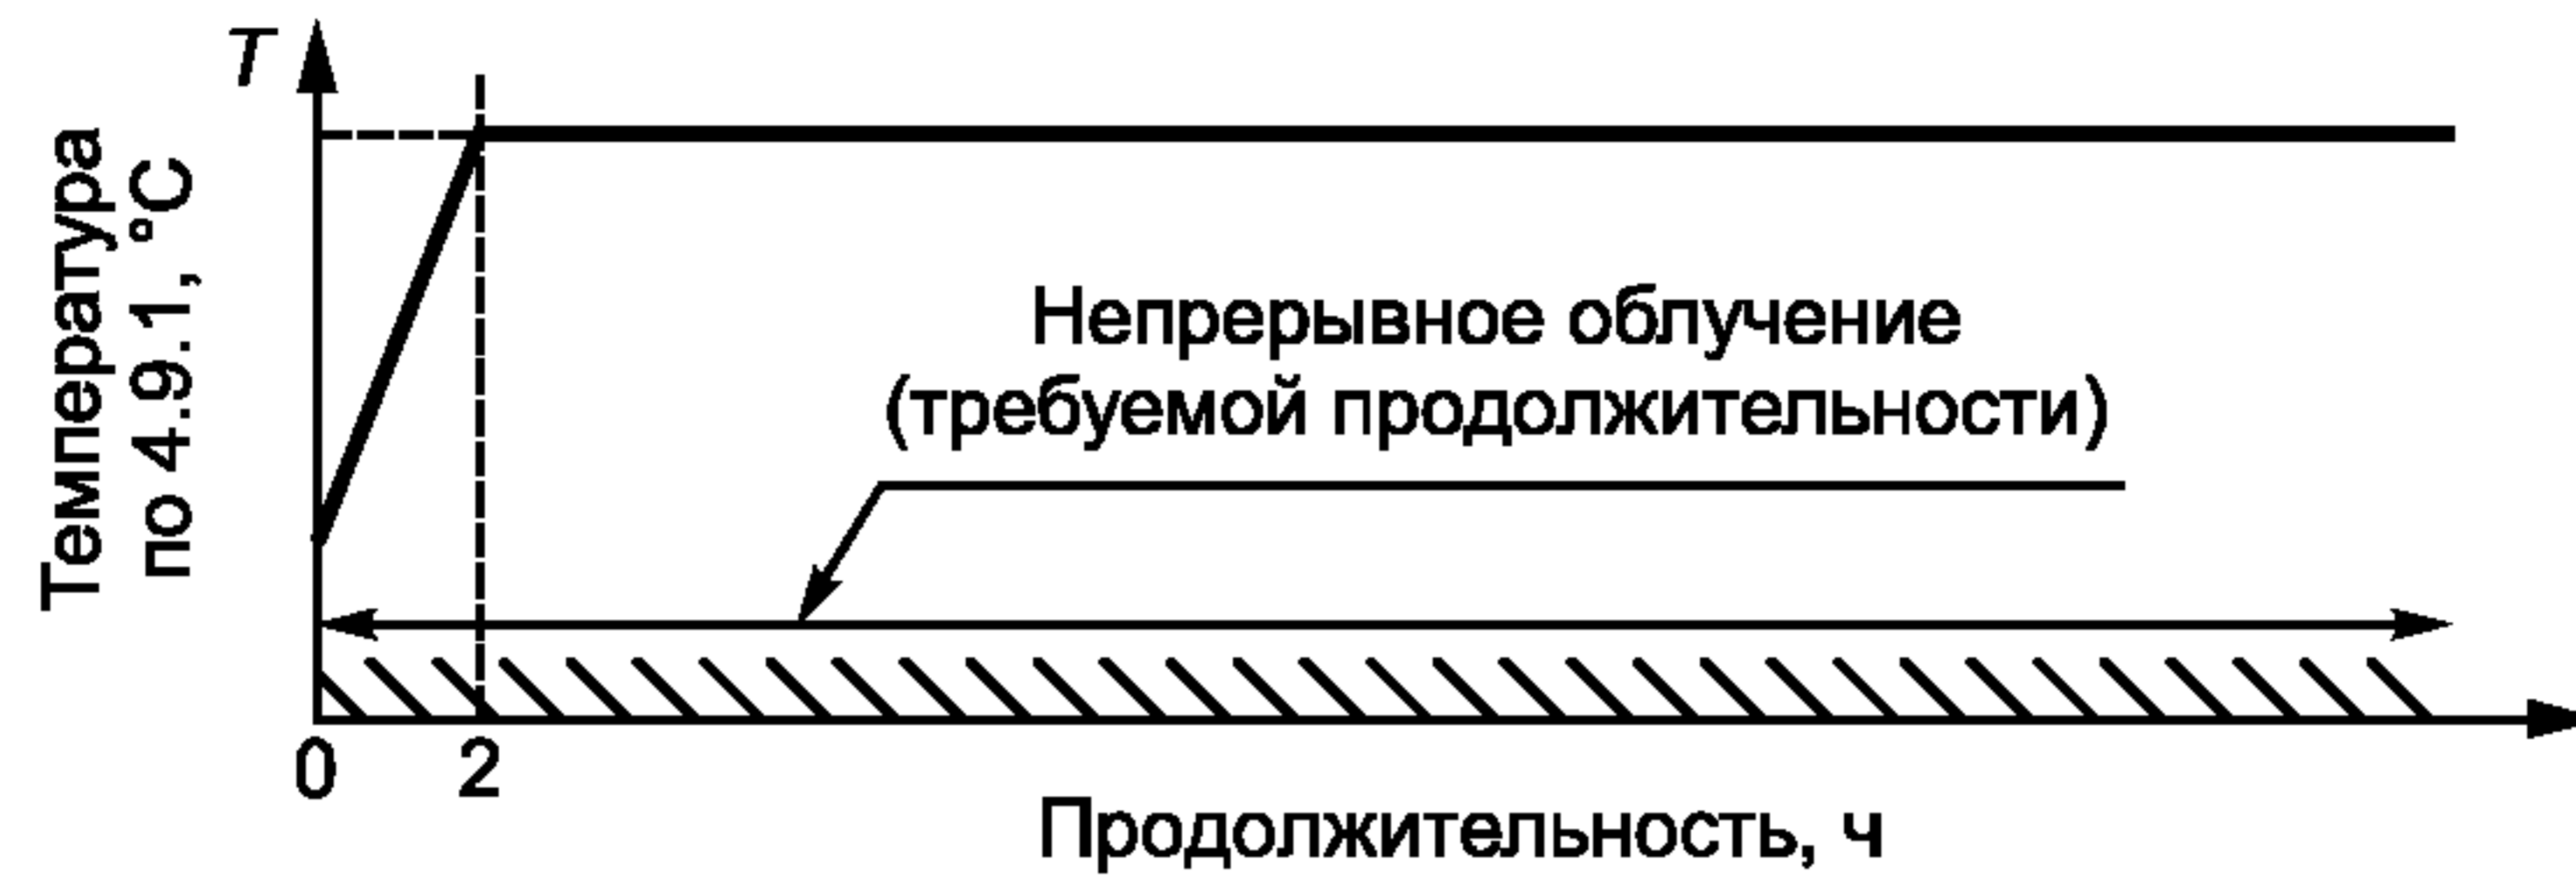 T
Температура
по 4.9.1, °C
Непрерывное облучение
(требуемой продолжительности)
0
2
Продолжительность, ч